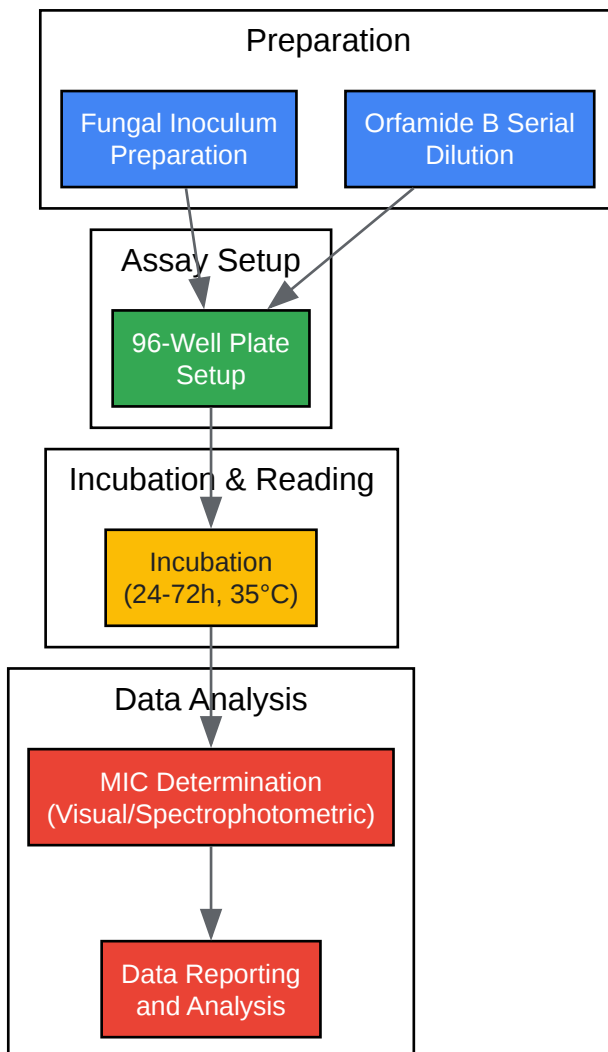 Preparation
Fungal Inoculum
Preparation
Orfamide B Serial
Dilution
Assay Setup
96-Well Plate
Setup
Incubation & Reading
Incubation
(24-72h, 35°C)
Data Analysis
MIC Determination
(Visual/Spectrophotometric)
Data Reporting
and Analysis